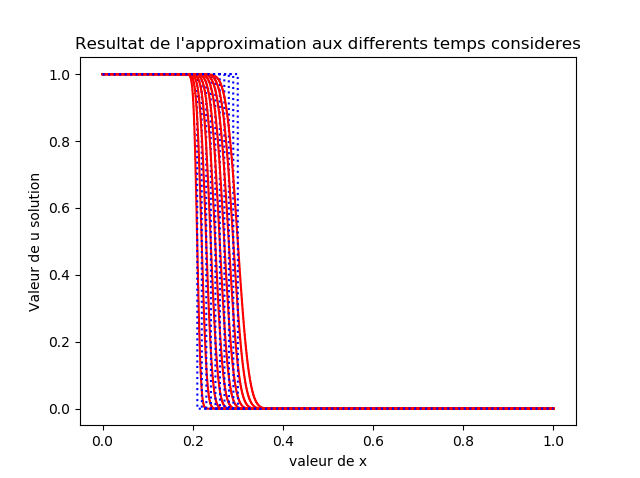 Resultat de l'approximation aux differents temps consideres
1.0
0.8
0.6
0.4
0.2
0.0
Valeur de u solution
0.0 0.2 0.4 0.6 0.8 1.0
valeur de x